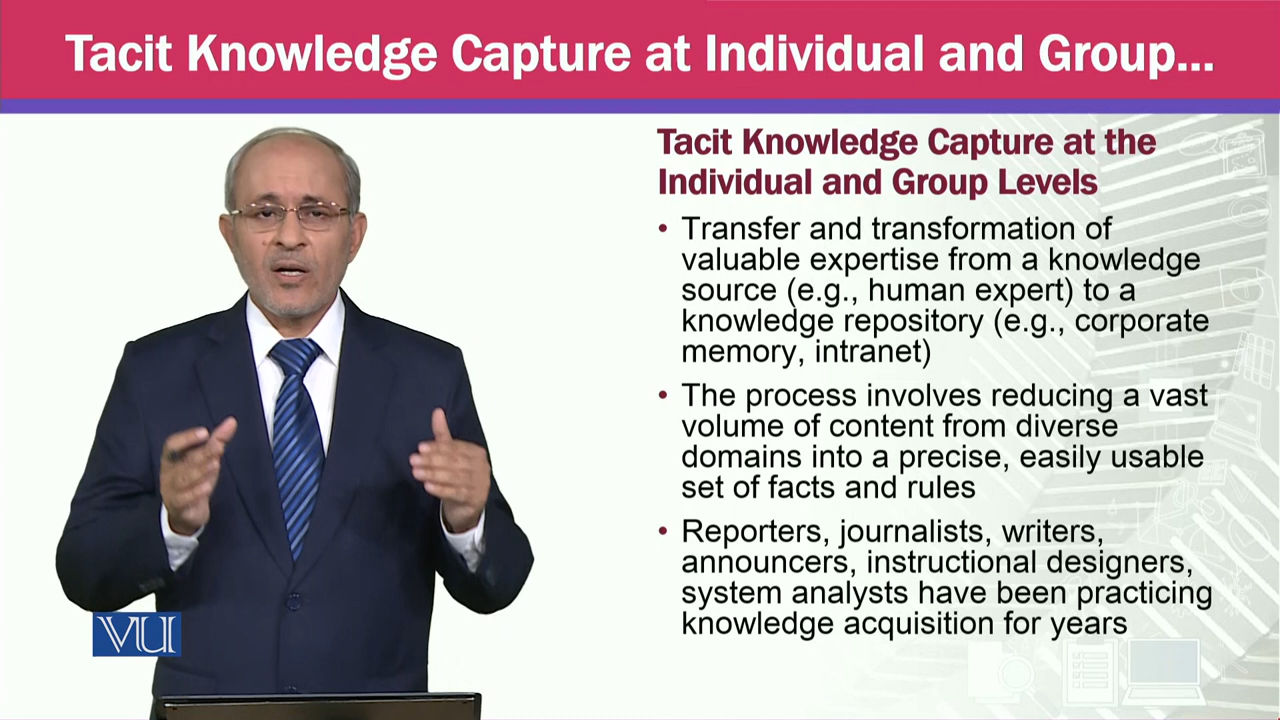 Tacit Knowledge Capture at Individual and Group...
Tacit Knowledge Capture at the
Individual and Group Levels
• Transfer and transformation of
valuable expertise from a knowledge
source (e.g., human expert) to a
knowledge repository (e.g., corporate
memory, intranet)
• The process involves reducing a vast
volume of content from diverse
domains into a precise, easily usable
set of facts and rules
• Reporters, journalists, writers,
announcers, instructional designers,
system analysts have been practicing
knowledge acquisition for years
VU